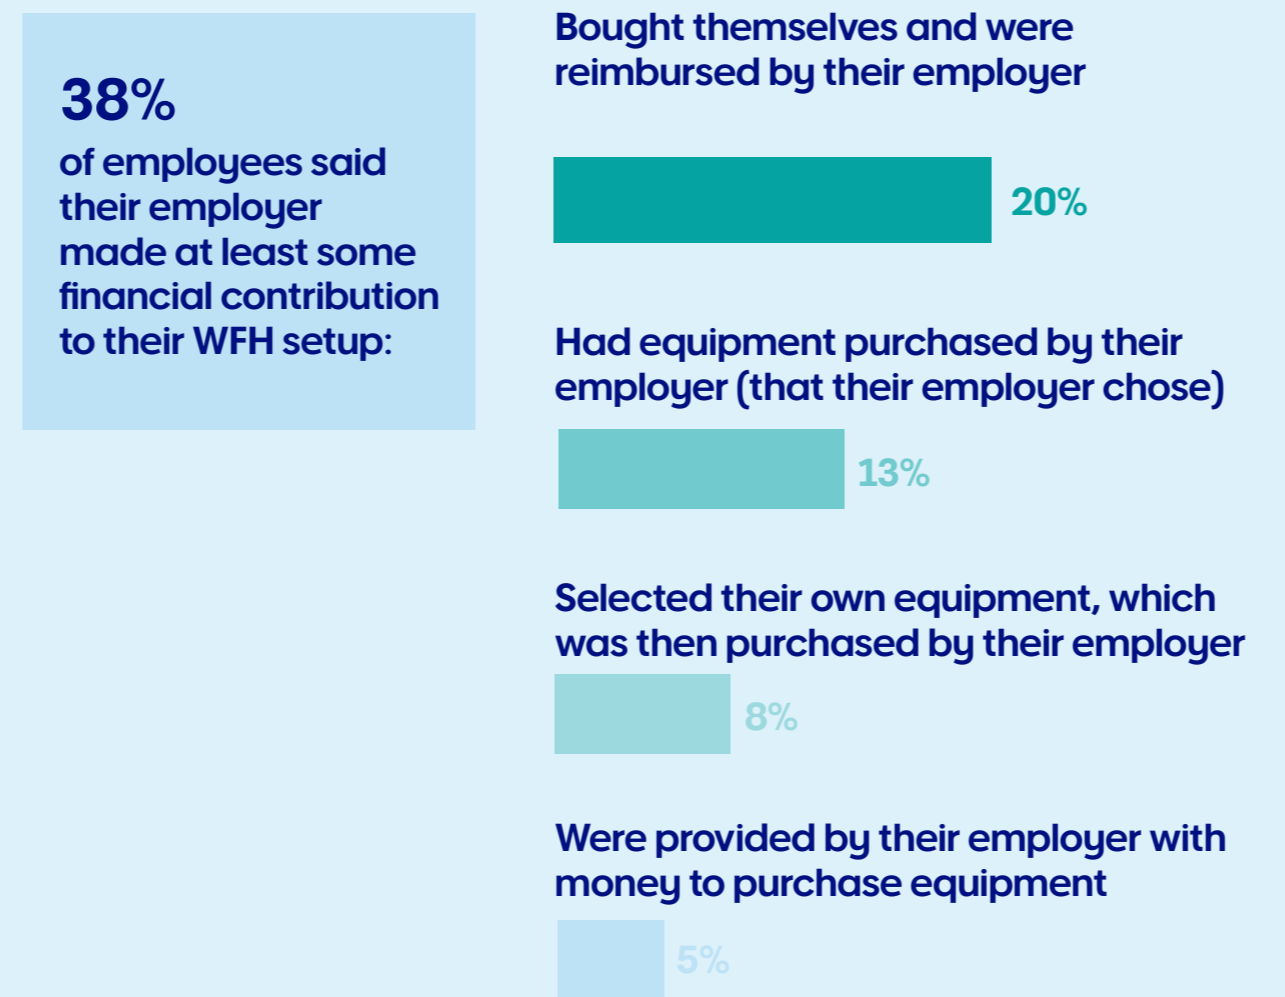 38%
of employees said
their employer
made at least some
financial contribution
to their WFH setup:
Bought themselves and were
reimbursed by their employer
20%
Had equipment purchased by their
employer (that their employer chose)
13%
Selected their own equipment, which
was then purchased by their employer
8%
Were provided by their employer with
money to purchase equipment
5%